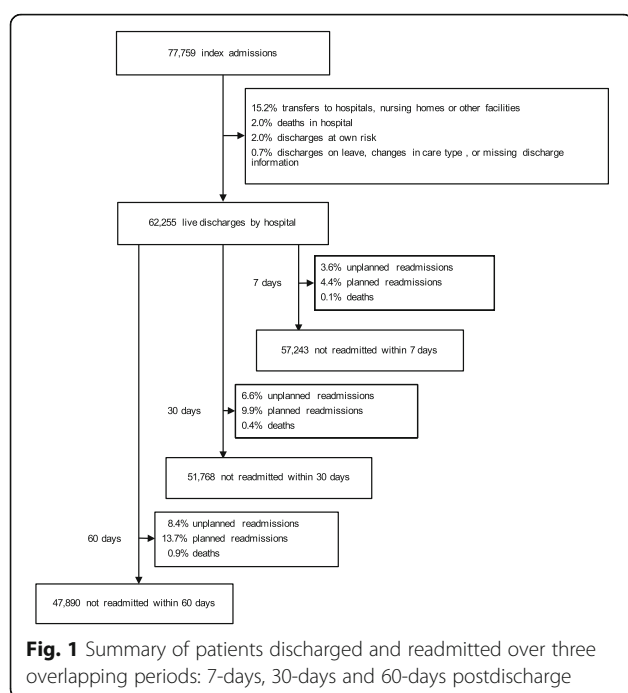 77,759 index admissions
15.2% transfers to hospitals, nursing homes or other facilities
2.0% deaths in hospital
2.0% discharges at own risk
0.7% discharges on leave, changes in care type , or missing discharge
information
62,255 live discharges by hospital
7 days
3.6% unplanned readmissions
4.4% planned readmissions
0.1% deaths
57,243 not readmitted within 7 days
30 days
6.6% unplanned readmissions
9.9% planned readmissions
0.4% deaths
51,768 not readmitted within 30 days
60 days
8.4% unplanned readmissions
13.7% planned readmissions
0.9% deaths
47,890 not readmitted within 60 days
Fig. 1 Summary of patients discharged and readmitted over three
overlapping periods: 7-days, 30-days and 60-days postdischarge